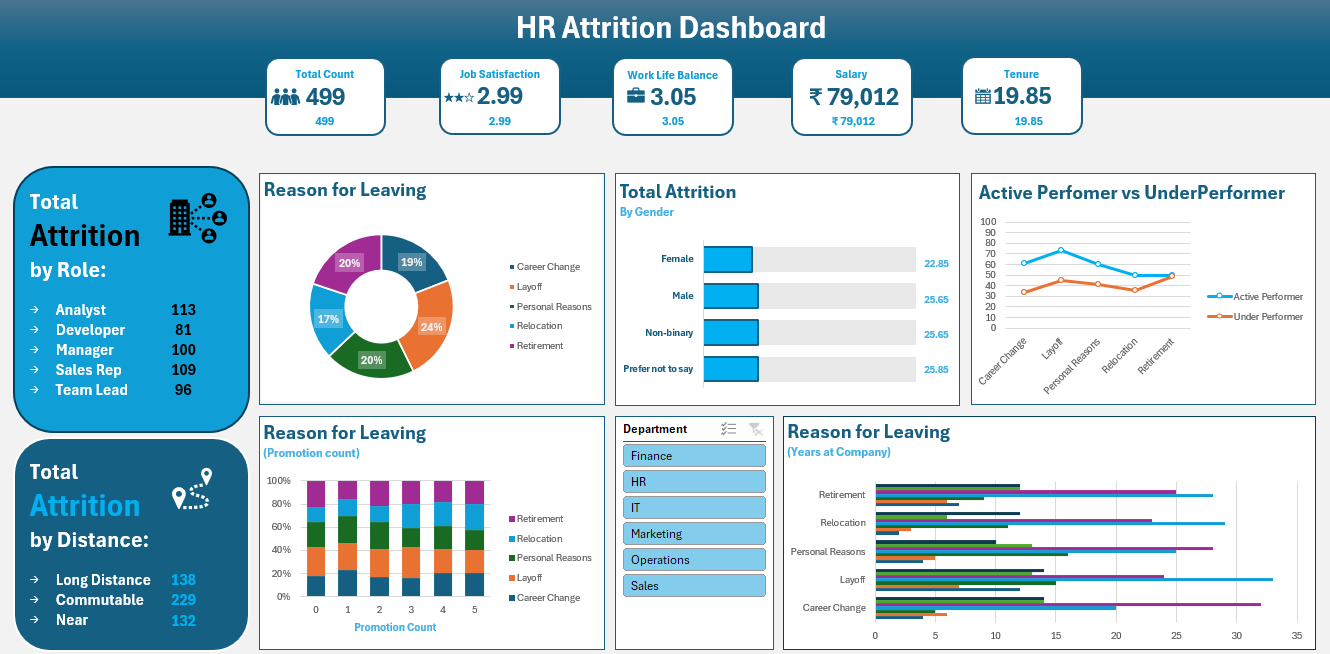 HR Attrition Dashboard
Total Count
499
499
Job Satisfaction
2.99
2.99
Work Life Balance
3.05
3.05
Salary
₹ 79,012
₹ 79,012
Tenure
19.85
19.85
Total
Attrition
by Role:
→ Analyst 113
→ Developer 81
→ Manager 100
→ Sales Rep 109
→ Team Lead 96
Total
Attrition
by Distance:
→ Long Distance 138
→ Commutable 229
→ Near 132
Reason for Leaving
19%
24%
20%
17%
20%
Career Change
Layoff
Personal Reasons
Relocation
Retirement
Total Attrition
By Gender
Female 22.85
Male 25.65
Non-binary 25.65
Prefer not to say 25.85
Active Perfomer vs UnderPerformer
100
90
80
70
60
50
40
30
20
10
0
Career Change
Layoff
Personal Reasons
Relocation
Retirement
Active Performer
Under Performer
Reason for Leaving
(Promotion count)
100%
80%
60%
40%
20%
0%
0 1 2 3 4 5
Promotion Count
Retirement
Relocation
Personal Reasons
Layoff
Career Change
Department
Finance
HR
IT
Marketing
Operations
Sales
Reason for Leaving
(Years at Company)
Retirement
Relocation
Personal Reasons
Layoff
Career Change
0 5 10 15 20 25 30 35